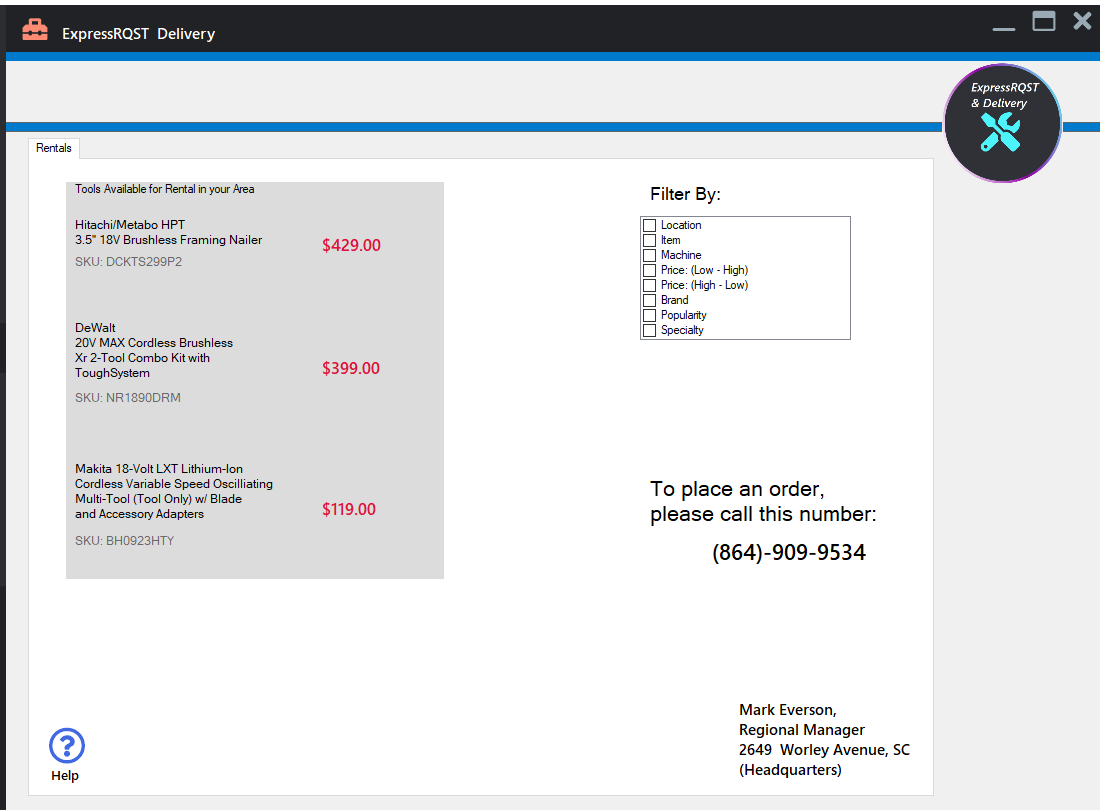 ExpressRQST Delivery
ExpressRQST
& Delivery
Rentals
Tools Available for Rental in your Area
Hitachi/Metabo HPT
3.5" 18V Brushless Framing Nailer
$429.00
SKU: DCKTS299P2
DeWalt
20V MAX Cordless Brushless
Xr 2-Tool Combo Kit with
ToughSystem
$399.00
SKU: NR1890DRM
Makita 18-Volt LXT Lithium-Ion
Cordless Variable Speed Oscilliating
Multi-Tool (Tool Only) w/ Blade
and Accessory Adapters
$119.00
SKU: BH0923HTY
Filter By:
Location
Item
Machine
Price: (Low - High)
Price: (High - Low)
Brand
Popularity
Specialty
To place an order,
please call this number:
(864)-909-9534
Mark Everson,
Regional Manager
2649 Worley Avenue, SC
(Headquarters)
?
Help